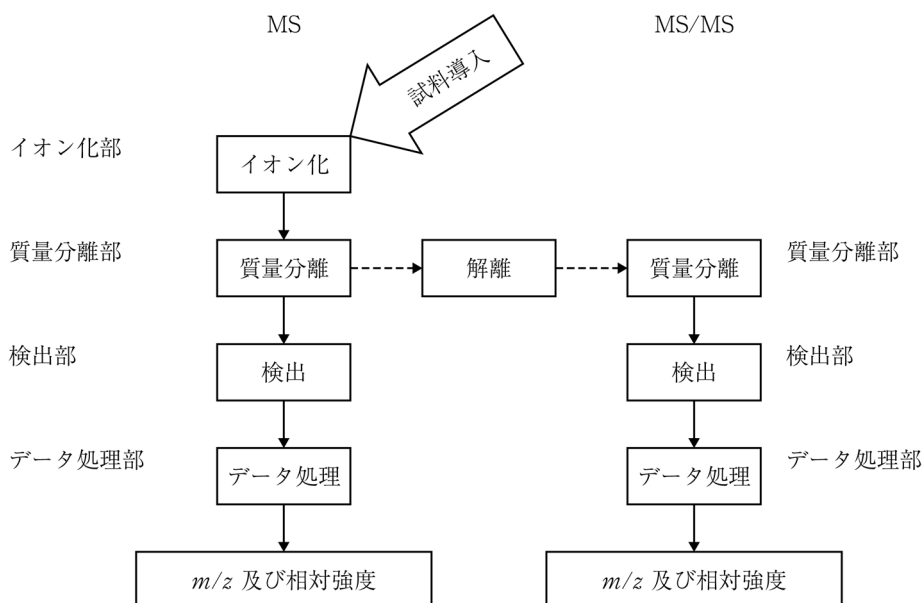 MS
MS/MS
試料導入
イオン化部
イオン化
質量分離部
質量分離
解離
質量分離
質量分離部
検出部
検出
検出
検出部
データ処理部
データ処理
データ処理
データ処理部
m/z 及び相対強度
m/z 及び相対強度